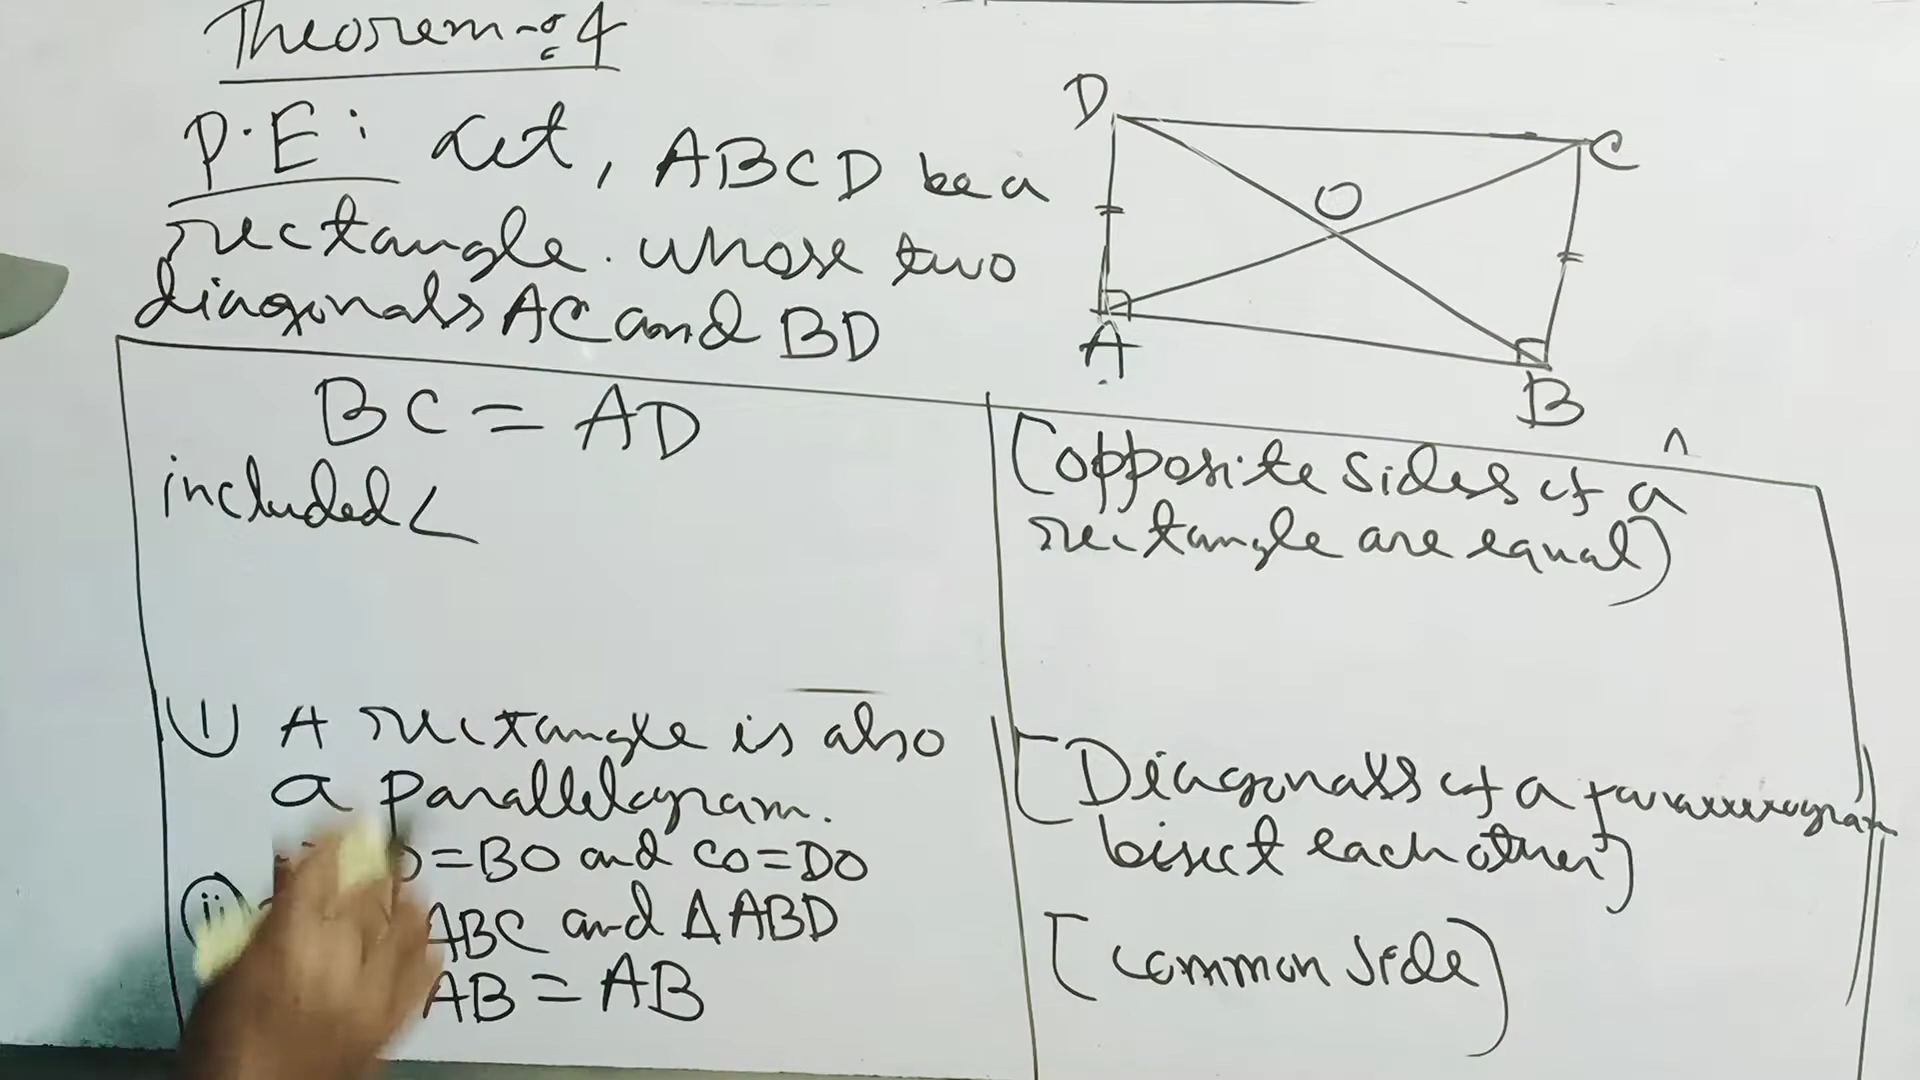 Theorem-:4
P.E: Let, ABCD be a
rectangle. whose two
diagonals AC and BD
D
C
O
A
B
BC = AD
included <
[opposite sides of a
rectangle are equal)
(1) A rectangle is also
a parallelogram.
[Diagonals of a parallelogram
bisect each other]
=BO and CO=DO
(ii) ABC and ΔABD
AB = AB
[common side]